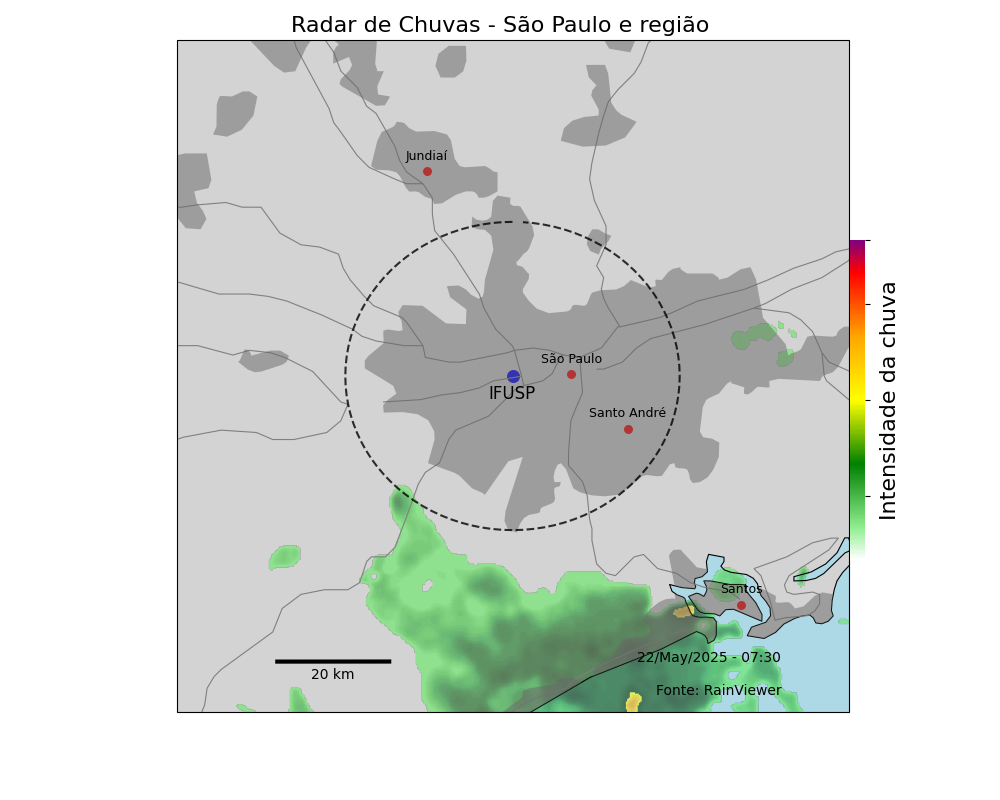 Radar de Chuvas - São Paulo e região
Jundiaí
São Paulo
IFUSP
Santo André
Santos
22/May/2025 - 07:30
20 km
Fonte: RainViewer
Intensidade da chuva